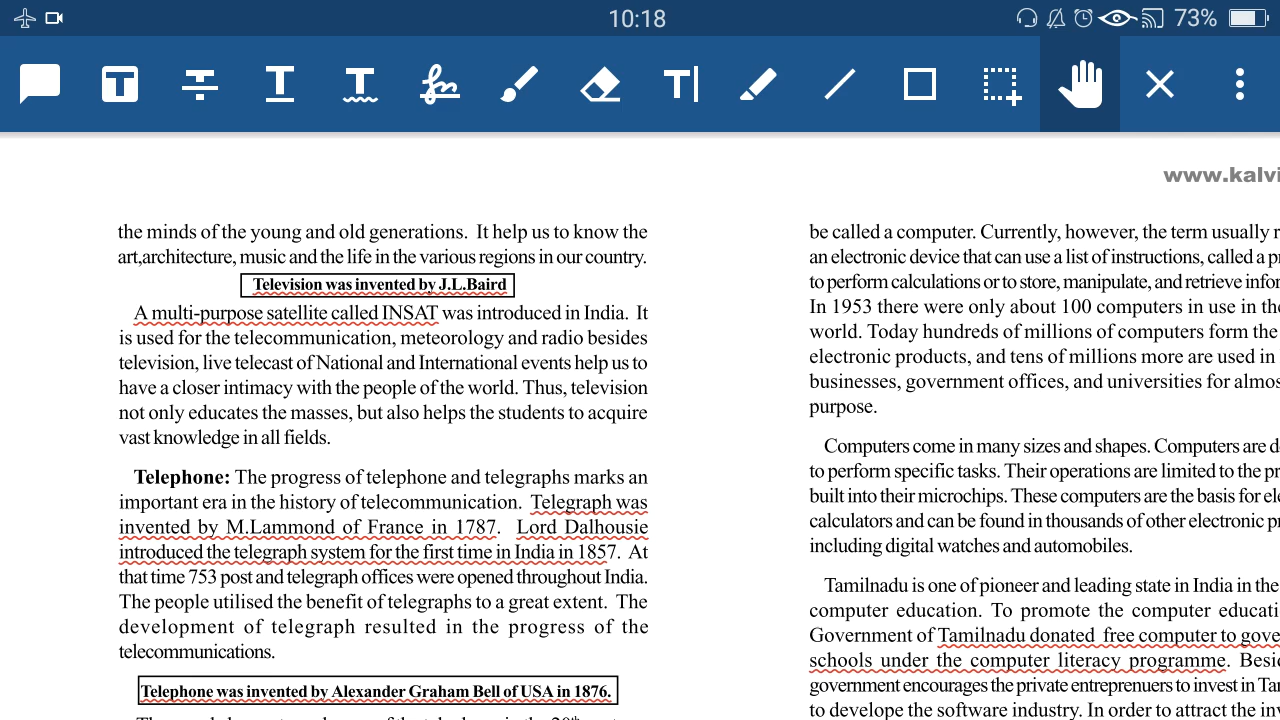 10:18
73%
www.kalvi
the minds of the young and old generations. It help us to know the
art,architecture, music and the life in the various regions in our country.
Television was invented by J.L.Baird
A multi-purpose satellite called INSAT was introduced in India. It
is used for the telecommunication, meteorology and radio besides
television, live telecast of National and International events help us to
have a closer intimacy with the people of the world. Thus, television
not only educates the masses, but also helps the students to acquire
vast knowledge in all fields.
Telephone: The progress of telephone and telegraphs marks an
important era in the history of telecommunication. Telegraph was
invented by M.Lammond of France in 1787. Lord Dalhousie
introduced the telegraph system for the first time in India in 1857. At
that time 753 post and telegraph offices were opened throughout India.
The people utilised the benefit of telegraphs to a great extent. The
development of telegraph resulted in the progress of the
telecommunications.
Telephone was invented by Alexander Graham Bell of USA in 1876.
be called a computer. Currently, however, the term usually r
an electronic device that can use a list of instructions, called a p
to perform calculations or to store, manipulate, and retrieve infor
In 1953 there were only about 100 computers in use in the
world. Today hundreds of millions of computers form the
electronic products, and tens of millions more are used in
businesses, government offices, and universities for almos
purpose.
Computers come in many sizes and shapes. Computers are d
to perform specific tasks. Their operations are limited to the pr
built into their microchips. These computers are the basis for ele
calculators and can be found in thousands of other electronic p
including digital watches and automobiles.
Tamilnadu is one of pioneer and leading state in India in the
computer education. To promote the computer educati
Government of Tamilnadu donated free computer to gove
schools under the computer literacy programme. Besi
government encourages the private entreprenuers to invest in Tar
to develope the software industry. In order to attract the inv